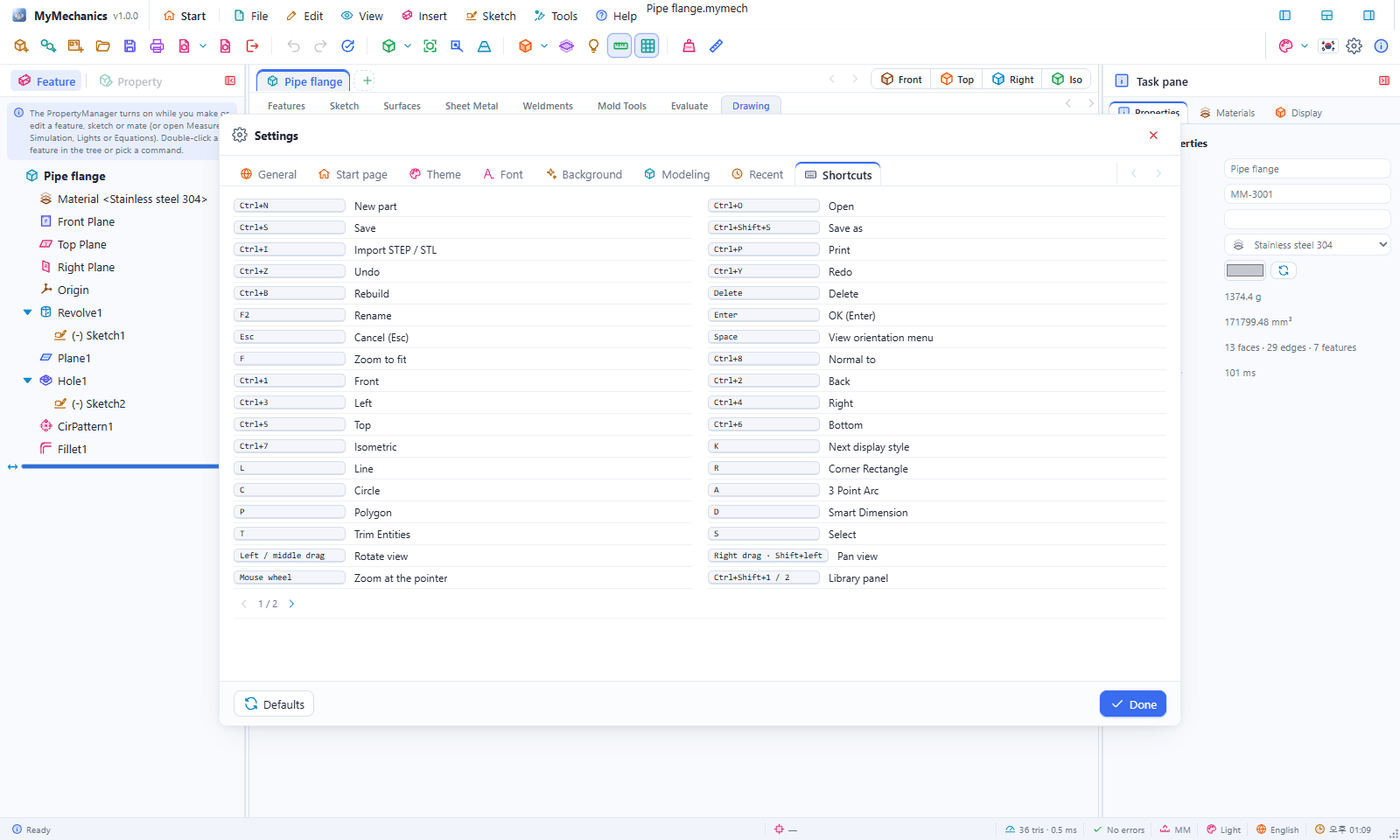 MyMechanics v1.0.0 Start File Edit View Insert Sketch Tools Help Pipe flange.mymech
Feature Property
Pipe flange
Front Top Right Iso
Task pane
The PropertyManager turns on while you make or
edit a feature, sketch or mate (or open Measure
Simulation, Lights or Equations). Double-click a
feature in the tree or pick a command.
Features Sketch Surfaces Sheet Metal Weldments Mold Tools Evaluate Drawing
Properties Materials Display
Pipe flange
Material <Stainless steel 304>
Front Plane
Top Plane
Right Plane
Origin
Revolve1
(-) Sketch1
Plane1
Hole1
(-) Sketch2
CirPattern1
Fillet1
Settings
General Start page Theme Font Background Modeling Recent Shortcuts
Ctrl+N New part Ctrl+O Open
Ctrl+S Save Ctrl+Shift+S Save as
Ctrl+I Import STEP / STL Ctrl+P Print
Ctrl+Z Undo Ctrl+Y Redo
Ctrl+B Rebuild Delete Delete
F2 Rename Enter OK (Enter)
Esc Cancel (Esc) Space View orientation menu
F Zoom to fit Ctrl+8 Normal to
Ctrl+1 Front Ctrl+2 Back
Ctrl+3 Left Ctrl+4 Right
Ctrl+5 Top Ctrl+6 Bottom
Ctrl+7 Isometric K Next display style
L Line R Corner Rectangle
C Circle A 3 Point Arc
P Polygon D Smart Dimension
T Trim Entities S Select
Left / middle drag Rotate view Right drag · Shift+left Pan view
Mouse wheel Zoom at the pointer Ctrl+Shift+1 / 2 Library panel
1 / 2
Defaults Done
erties
Pipe flange
MM-3001
Stainless steel 304
1374.4 g
171799.48 mm³
13 faces · 29 edges · 7 features
101 ms
Ready
36 tris · 0.5 ms No errors MM Light English 오후 01:09